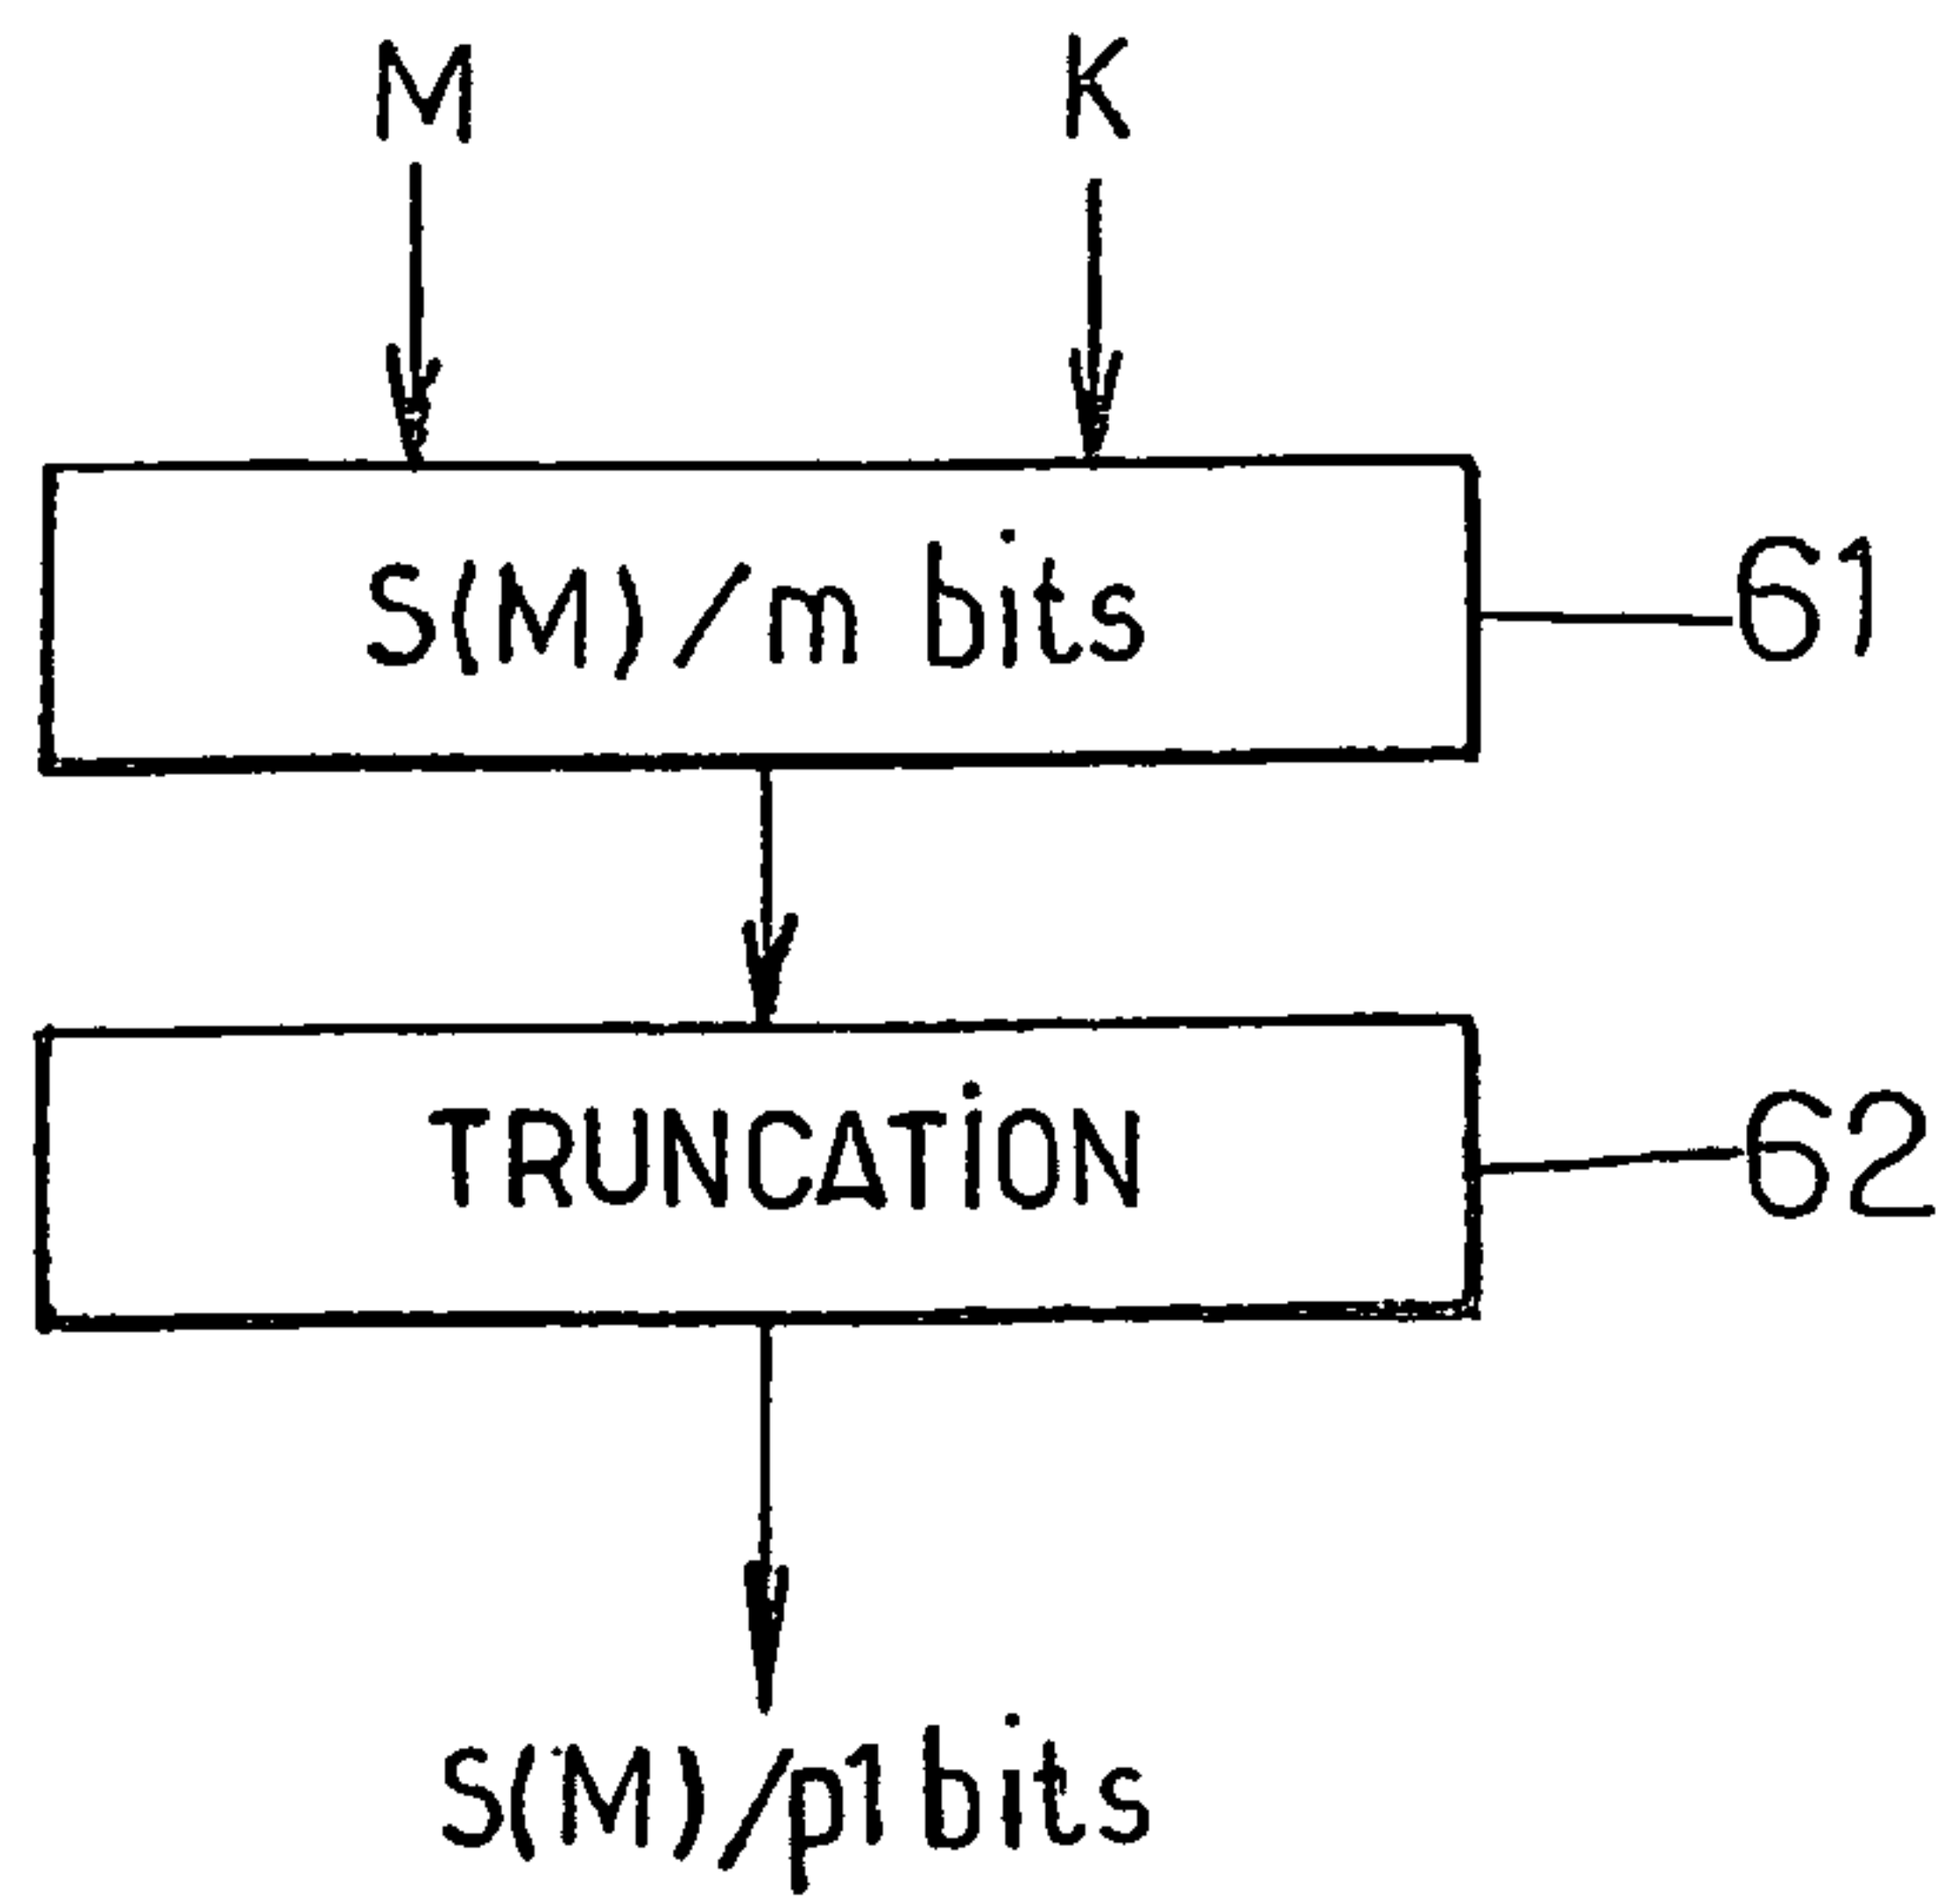 M K
S(M)/m bits 61
TRUNCATiON 62
S(M)/p1 bits